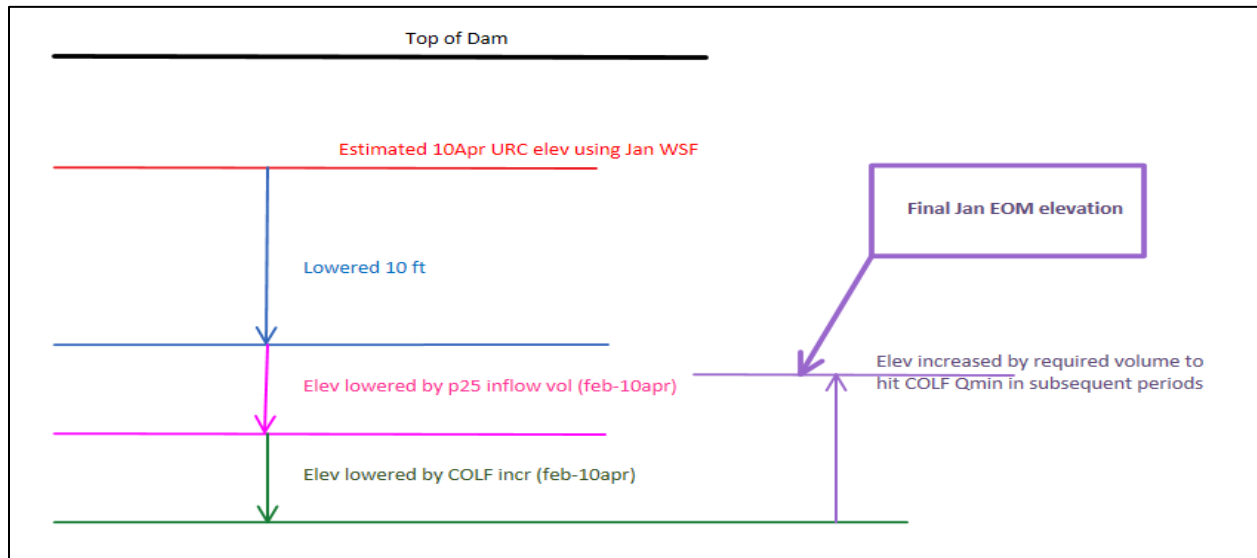 Top of Dam
Estimated 10Apr URC elev using Jan WSF
Final Jan EOM elevation
Lowered 10 ft
Elev increased by required volume to
hit COLF Qmin in subsequent periods
Elev lowered by p25 inflow vol (feb-10apr)
Elev lowered by COLF incr (feb-10apr)